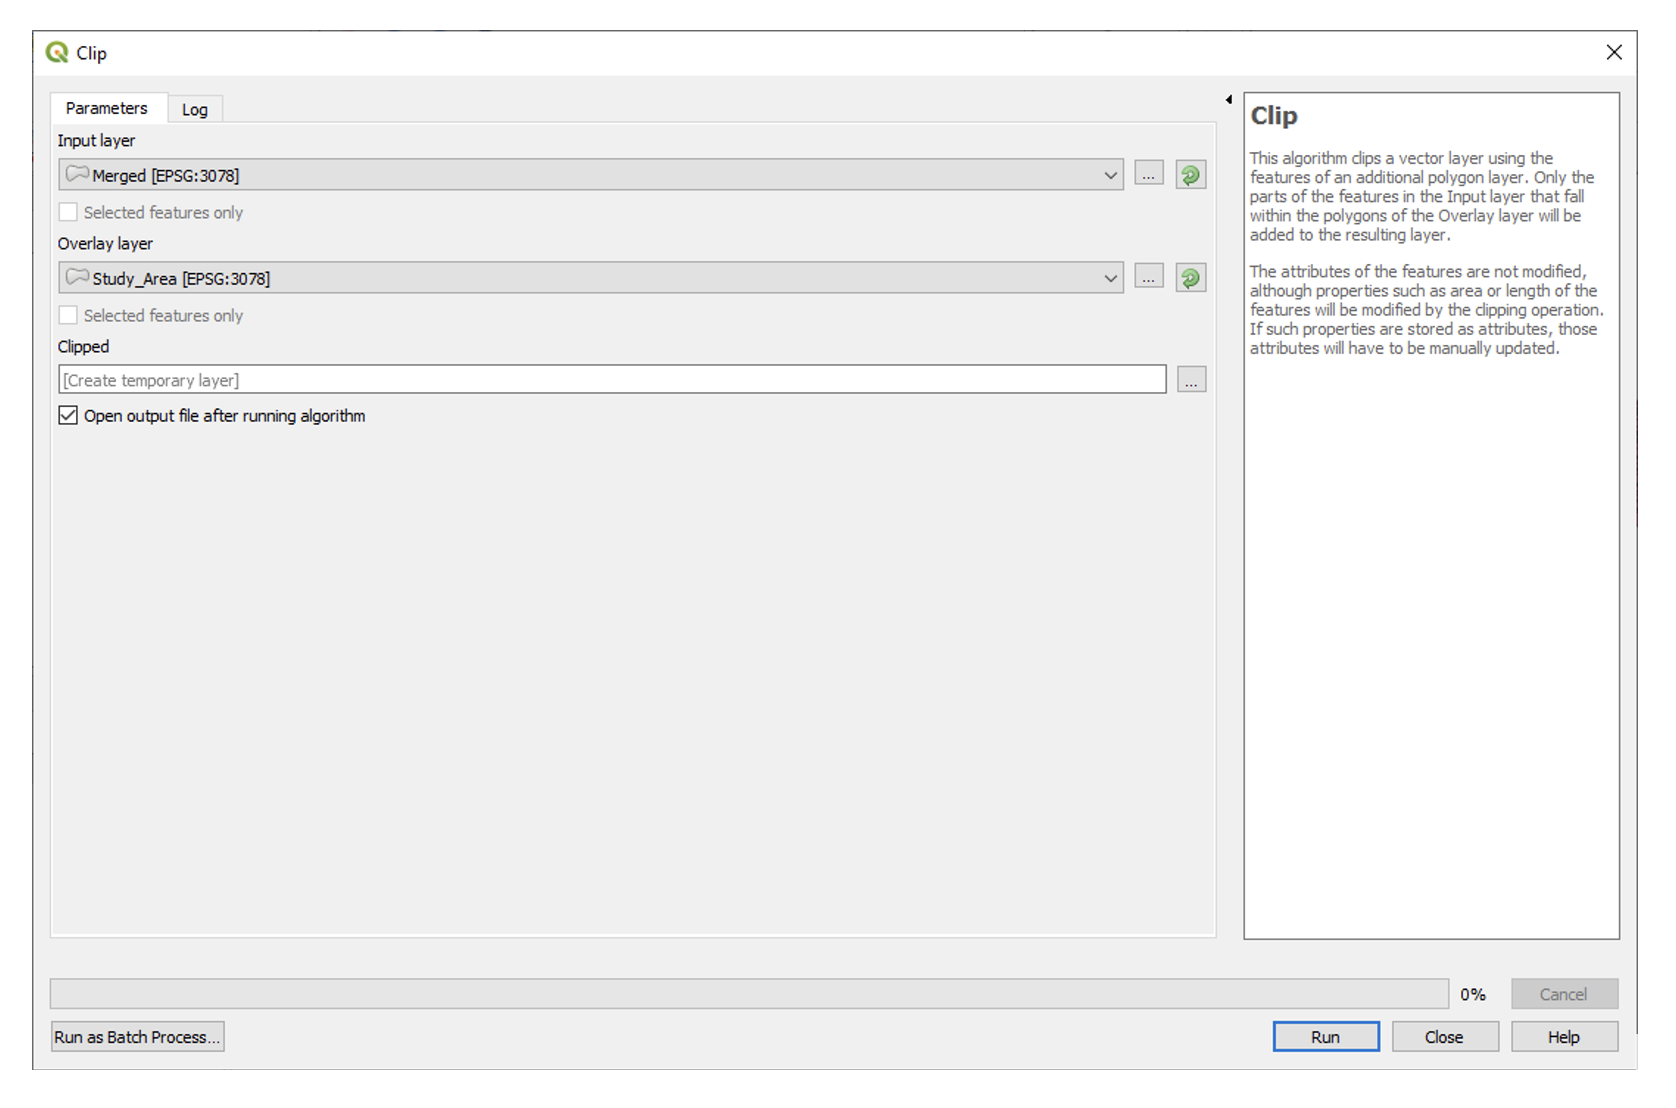 Clip
Parameters
Log
Input layer
Merged [EPSG:3078]
...
Selected features only
Overlay layer
Study_Area [EPSG:3078]
...
Selected features only
Clipped
[Create temporary layer]
...
Open output file after running algorithm
Clip
This algorithm clips a vector layer using the
features of an additional polygon layer. Only the
parts of the features in the Input layer that fall
within the polygons of the Overlay layer will be
added to the resulting layer.
The attributes of the features are not modified,
although properties such as area or length of the
features will be modified by the clipping operation.
If such properties are stored as attributes, those
attributes will have to be manually updated.
0%
Cancel
Run as Batch Process...
Run
Close
Help